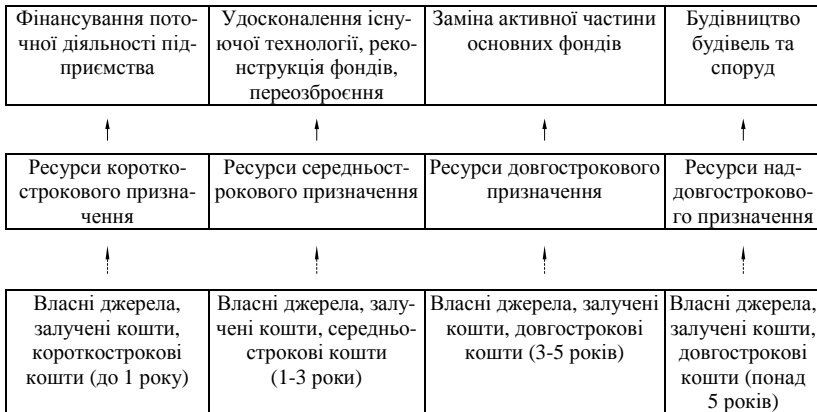 Фінансування пото-
чної діяльності під-
приємства
Удосконалення існу-
ючої технології, реко-
нструкція фондів,
переозброєння
Заміна активної частини
основних фондів
Будівництво
будівель та
споруд
Ресурси коротко-
строкового призна-
чення
Ресурси середньост-
рокового призначення
Ресурси довгострокового
призначення
Ресурси над-
довгостроково-
го призначення
Власні джерела,
залучені кошти,
короткострокові
кошти (до 1 року)
Власні джерела, залу-
чені кошти, середньо-
строкові кошти
(1-3 роки)
Власні джерела, залучені
кошти, довгострокові
кошти (3-5 років)
Власні джерела,
залучені кошти,
довгострокові
кошти (понад
5 років)